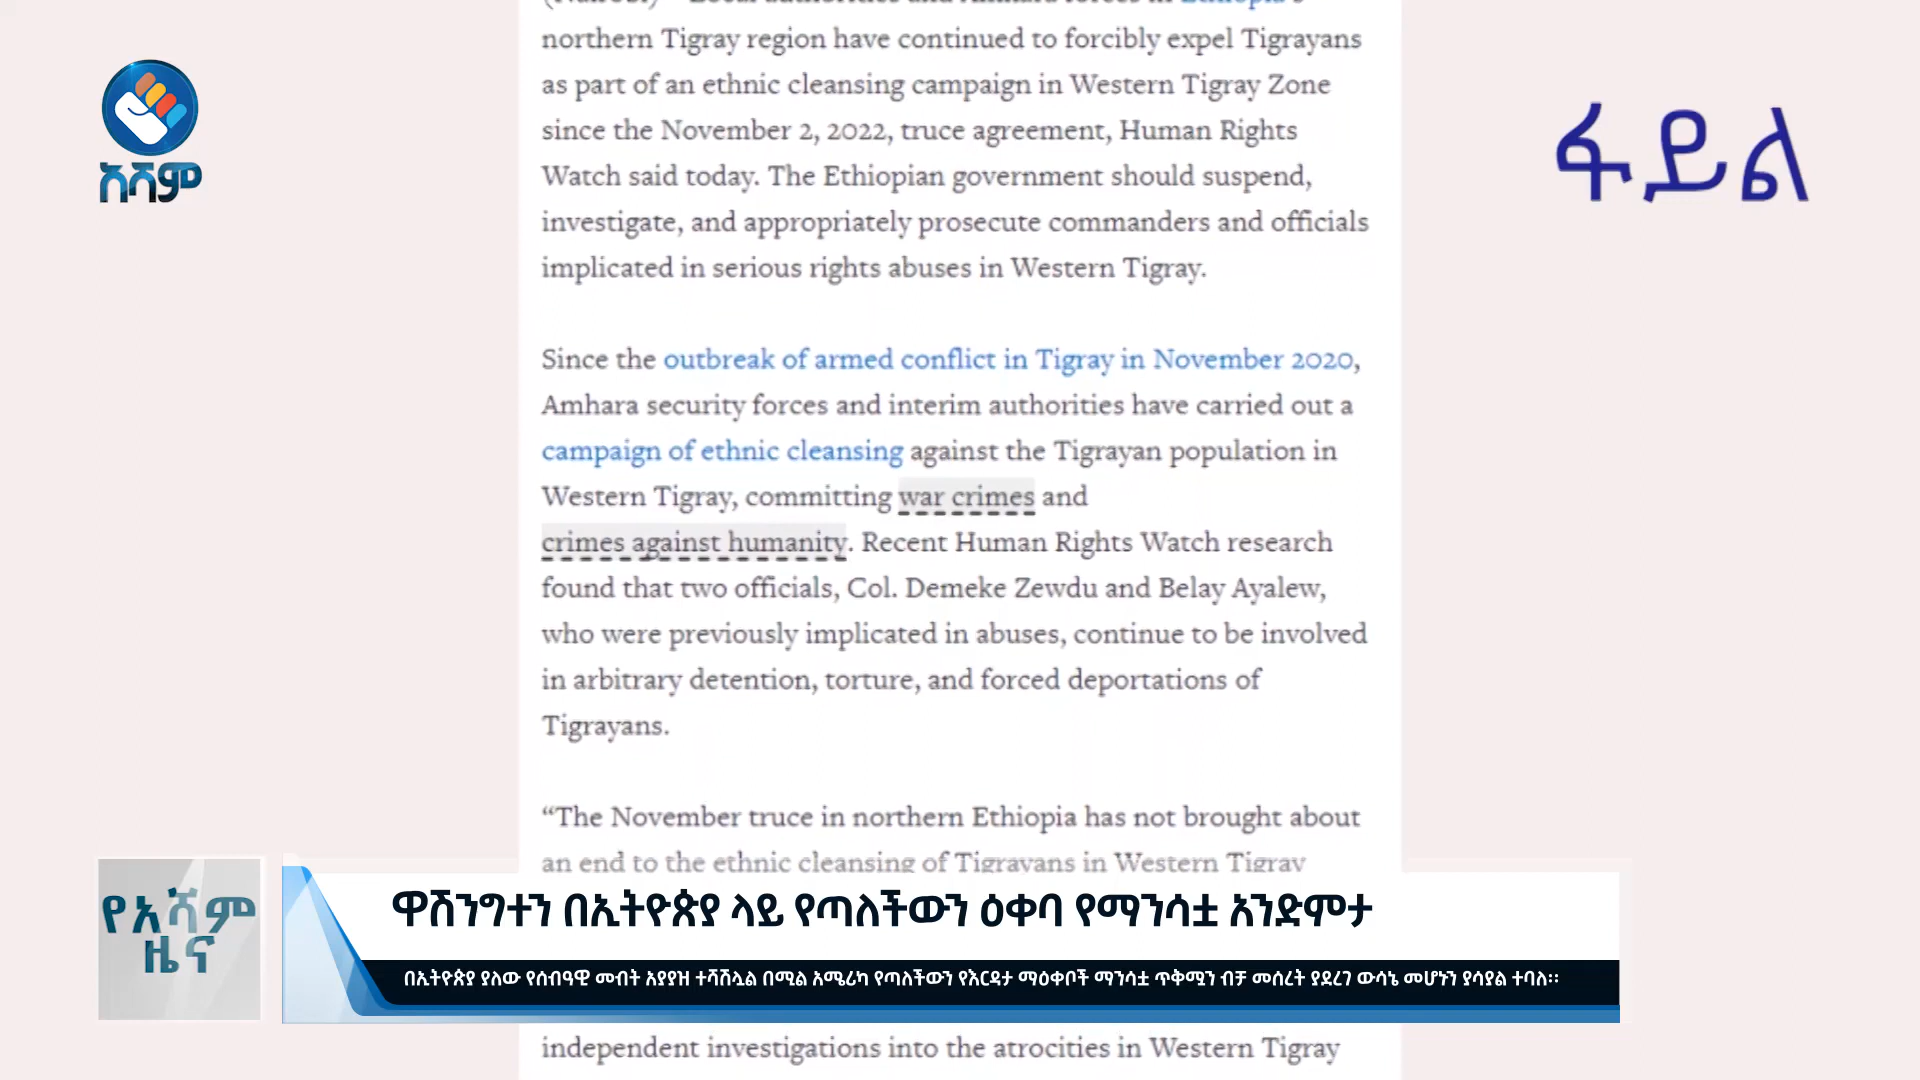 northern Tigray region have continued to forcibly expel Tigrayans
as part of an ethnic cleansing campaign in Western Tigray Zone
since the November 2, 2022, truce agreement, Human Rights
Watch said today. The Ethiopian government should suspend,
investigate, and appropriately prosecute commanders and officials
implicated in serious rights abuses in Western Tigray.
አሻም
ፋይል
Since the outbreak of armed conflict in Tigray in November 2020,
Amhara security forces and interim authorities have carried out a
campaign of ethnic cleansing against the Tigrayan population in
Western Tigray, committing war crimes and
crimes against humanity. Recent Human Rights Watch research
found that two officials, Col. Demeke Zewdu and Belay Ayalew,
who were previously implicated in abuses, continue to be involved
in arbitrary detention, torture, and forced deportations of
Tigrayans.
“The November truce in northern Ethiopia has not brought about
an end to the ethnic cleansing of Tigrayans in Western Tigray
የአሻም
ዜና
ዋሽንግተን በኢትዮጵያ ላይ የጣለችውን ዕቀባ የማንሳቷ አንድምታ
በኢትዮጵያ ያለው የሰብዓዊ መብት አያያዝ ተሻሽሏል በሚል አሜሪካ የጣለችውን የእርዳታ ማዕቀቦች ማንሳቷ ጥቅሟን ብቻ መሰረት ያደረገ ውሳኔ መሆኑን ያሳያል ተባለ፡፡
independent investigations into the atrocities in Western Tigray